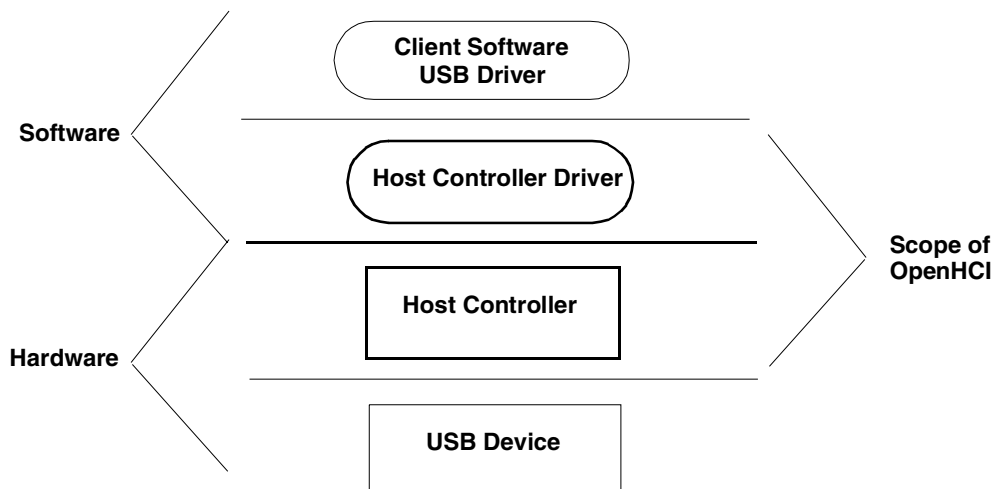 Client Software
USB Driver
Software
Host Controller Driver
Scope of
OpenHCI
Host Controller
Hardware
USB Device